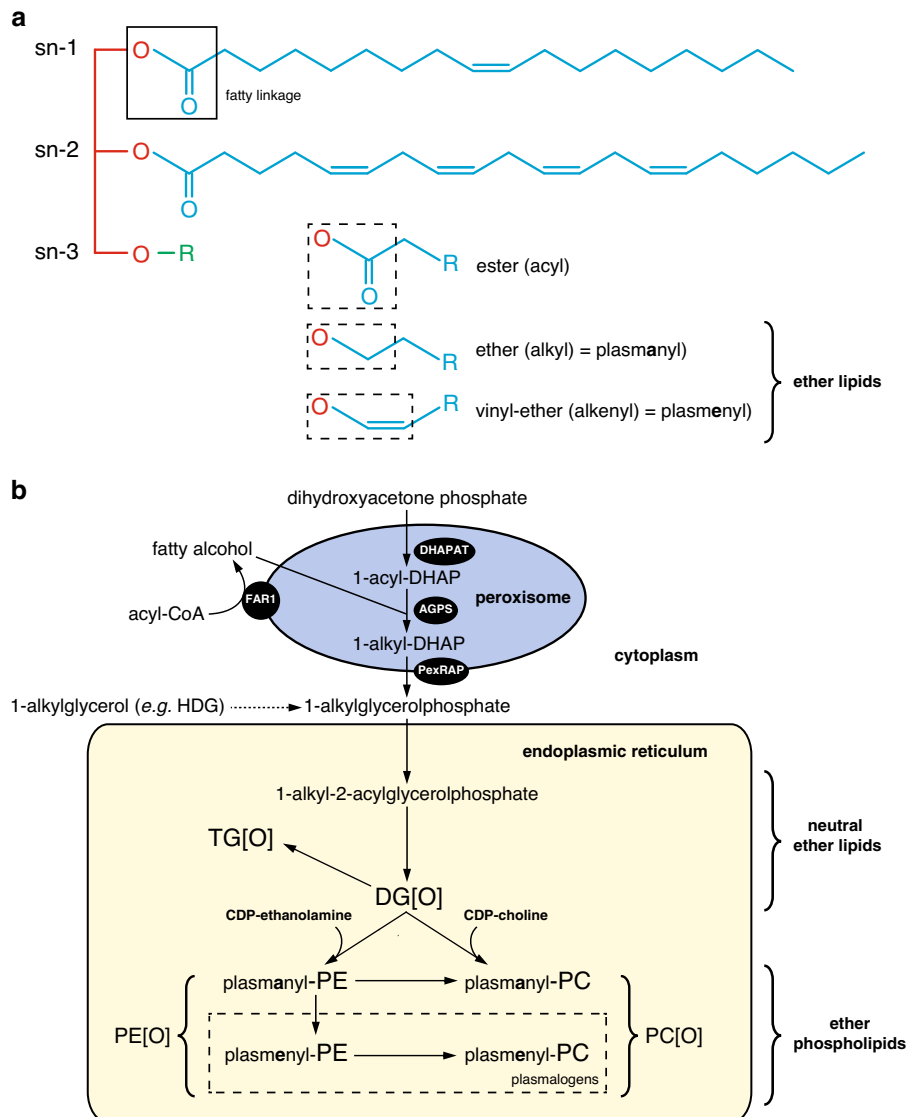 a
sn-1
O
O
fatty linkage
sn-2
O
O
sn-3
O
R
O
O
R
ester (acyl)
O
R
ether (alkyl) = plasmanyl)
O
R
vinyl-ether (alkenyl) = plasmenyl)
ether lipids
b
dihydroxyacetone phosphate
fatty alcohol
DHAPAT
1-acyl-DHAP
FAR1
acyl-CoA
AGPS
peroxisome
1-alkyl-DHAP
PexRAP
cytoplasm
1-alkylglycerol (e.g. HDG)
1-alkylglycerolphosphate
endoplasmic reticulum
1-alkyl-2-acylglycerolphosphate
TG[O]
neutral
ether lipids
DG[O]
CDP-ethanolamine
CDP-choline
plasmanyl-PE
plasmanyl-PC
PE[O]
PC[O]
plasmenyl-PE
plasmenyl-PC
plasmalogens
ether
phospholipids